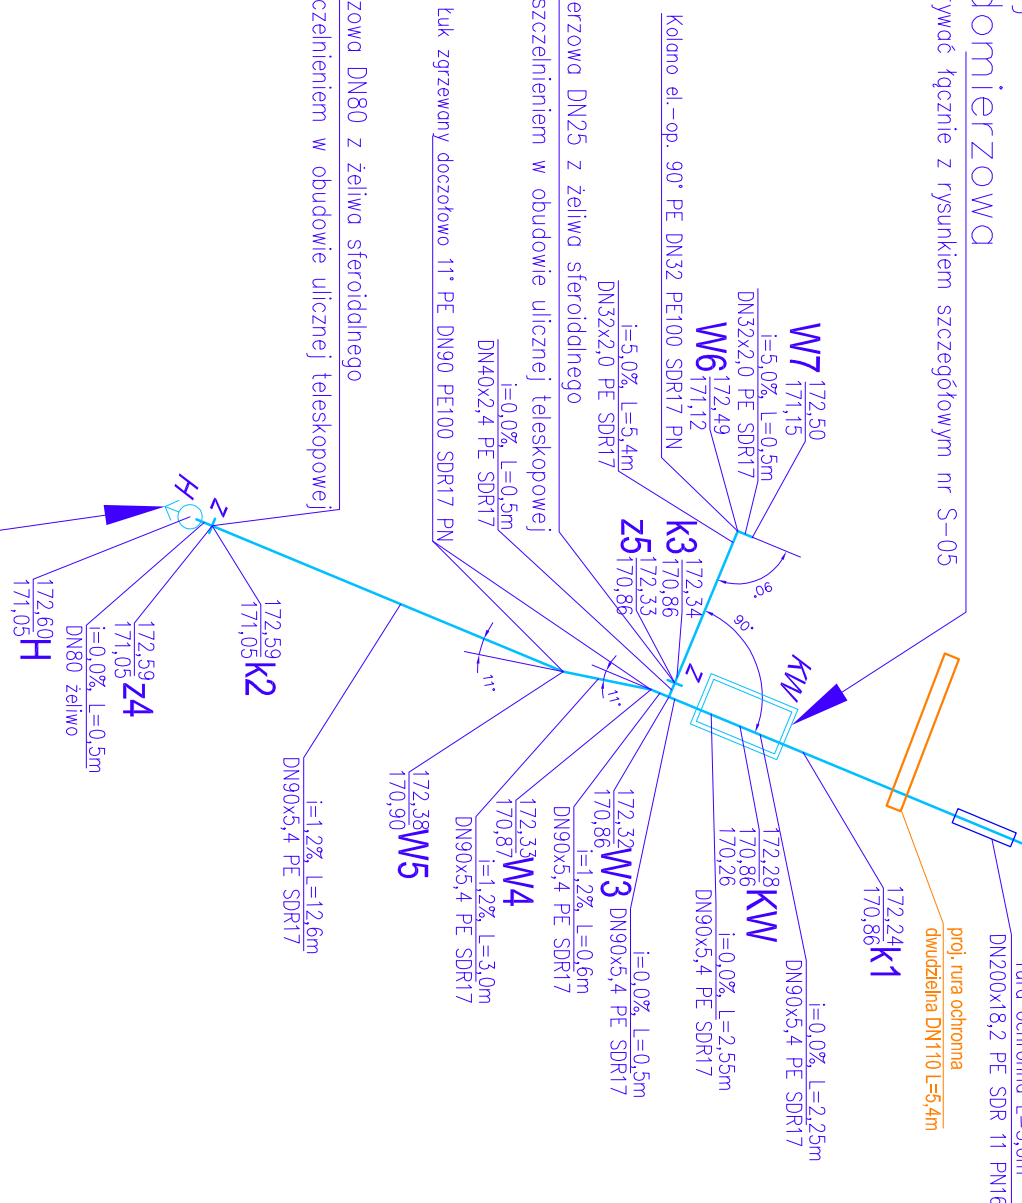 domierzowa
ywać łącznie z rysunkiem szczegółowym nr S-05
DN200x18,2 PE SDR 11 PN16
proj. rura ochronna
dwudzielna DN110 L=5,4m
172,24 k1
170,86
i=0,0%, L=2,25m
DN90x5,4 PE SDR17
172,28 KW
170,86
170,26
i=0,0%, L=2,55m
DN90x5,4 PE SDR17
KW
W7 172,50
171,15
i=5,0%, L=0,5m
DN32x2,0 PE SDR17
W6 172,49
171,12
Kolano el.-op. 90° PE DN32 PE100 SDR17 PN
i=5,0%, L=5,4m
DN32x2,0 PE SDR17
90°
90°
k3 172,34
170,86
z5 172,33
170,86
z
i=0,0%, L=0,5m
DN90x5,4 PE SDR17
172,32 W3
170,86
i=1,2%, L=0,6m
DN90x5,4 PE SDR17
erzowa DN25 z żeliwa sferoidalnego
szczelnieniem w obudowie ulicznej teleskopowej
i=0,0%, L=0,5m
DN40x2,4 PE SDR17
172,33 W4
170,87
i=1,2%, L=3,0m
DN90x5,4 PE SDR17
Łuk zgrzewany doczołowo 11° PE DN90 PE100 SDR17 PN
11°
11°
172,38 W5
170,90
zowa DN80 z żeliwa sferoidalnego
czelnieniem w obudowie ulicznej teleskopowej
i=1,2%, L=12,6m
DN90x5,4 PE SDR17
172,59 k2
171,05
z
H
172,59 z4
171,05
i=0,0%, L=0,5m
DN80 żeliwo
172,60 H
171,05